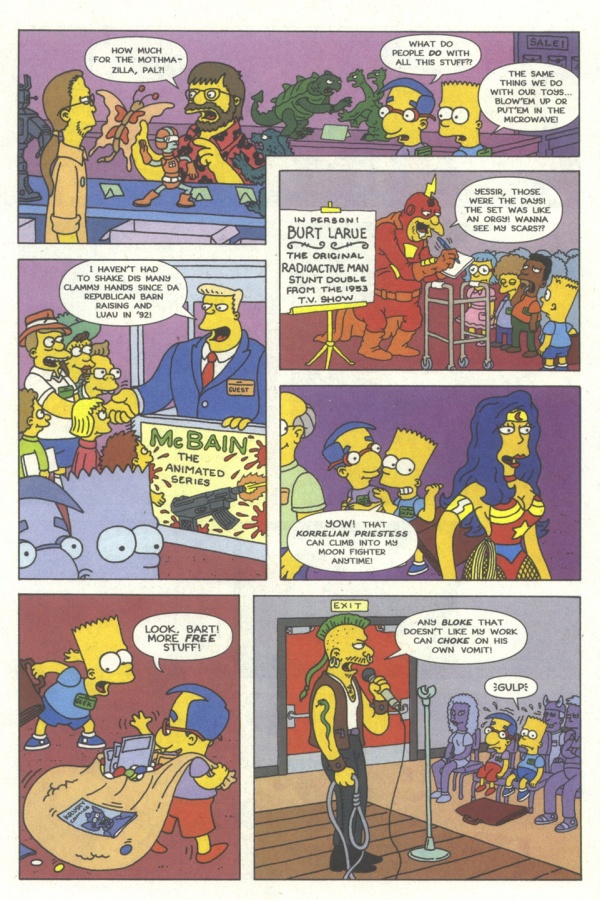 HOW MUCH
FOR THE MOTHMA-
ZILLA, PAL?!
WHAT DO
PEOPLE DO WITH
ALL THIS STUFF??
SALE!
THE SAME
THING WE DO
WITH OUR TOYS...
BLOW'EM UP OR
PUT'EM IN THE
MICROWAVE!
IN PERSON!
BURT LARUE
THE ORIGINAL
RADIOACTIVE MAN
STUNT DOUBLE
FROM THE 1953
T.V. SHOW
YESSIR, THOSE
WERE THE DAYS!
THE SET WAS LIKE
AN ORGY! WANNA
SEE MY SCARS??
I HAVEN'T HAD
TO SHAKE DIS MANY
CLAMMY HANDS SINCE DA
REPUBLICAN BARN
RAISING AND
LUAU IN '92!
GUEST
MCBAIN
THE
ANIMATED
SERIES
YOW! THAT
KORRELIAN PRIESTESS
CAN CLIMB INTO MY
MOON FIGHTER
ANYTIME!
LOOK, BART!
MORE FREE
STUFF!
GEEK
KRUSTY
EXIT
ANY BLOKE THAT
DOESN'T LIKE MY WORK
CAN CHOKE ON HIS
OWN VOMIT!
GULP